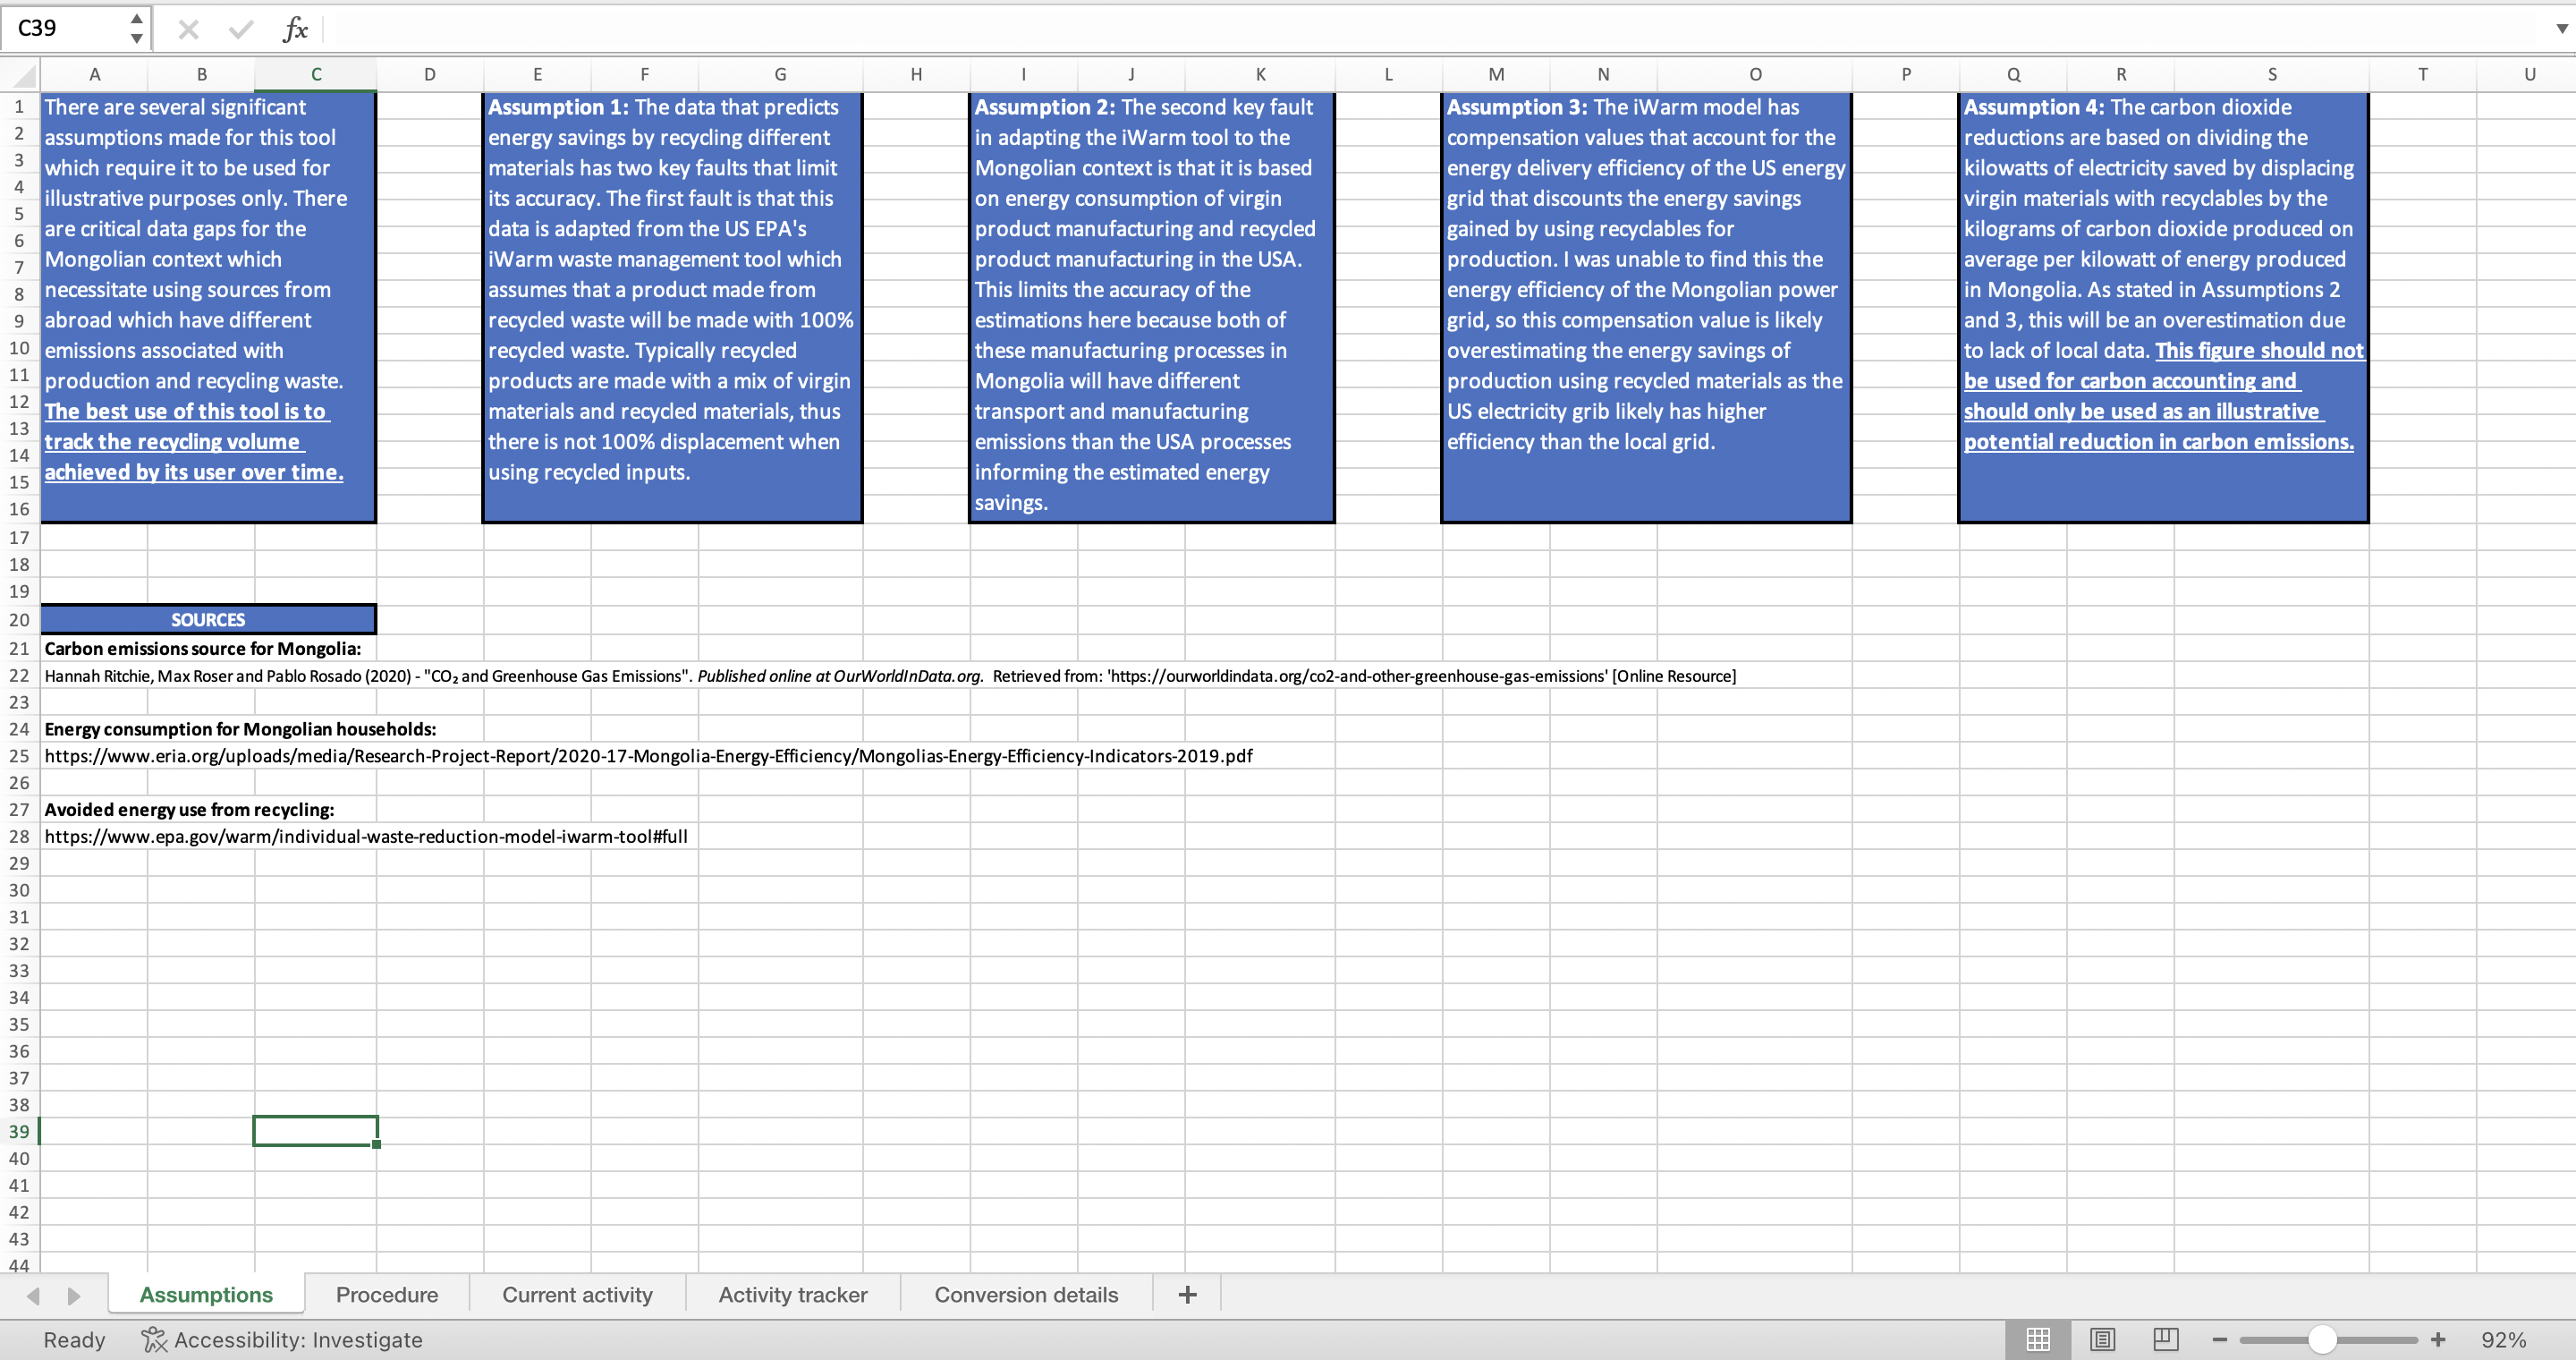 C39
fx
A B C D E F G H I J K L M N O P Q R S T U
1
2
3
4
5
6
7
8
9
10
11
12
13
14
15
16
There are several significant
assumptions made for this tool
which require it to be used for
illustrative purposes only. There
are critical data gaps for the
Mongolian context which
necessitate using sources from
abroad which have different
emissions associated with
production and recycling waste.
The best use of this tool is to
track the recycling volume
achieved by its user over time.
Assumption 1: The data that predicts
energy savings by recycling different
materials has two key faults that limit
its accuracy. The first fault is that this
data is adapted from the US EPA's
iWarm waste management tool which
assumes that a product made from
recycled waste will be made with 100%
recycled waste. Typically recycled
products are made with a mix of virgin
materials and recycled materials, thus
there is not 100% displacement when
using recycled inputs.
Assumption 2: The second key fault
in adapting the iWarm tool to the
Mongolian context is that it is based
on energy consumption of virgin
product manufacturing and recycled
product manufacturing in the USA.
This limits the accuracy of the
estimations here because both of
these manufacturing processes in
Mongolia will have different
transport and manufacturing
emissions than the USA processes
informing the estimated energy
savings.
Assumption 3: The iWarm model has
compensation values that account for the
energy delivery efficiency of the US energy
grid that discounts the energy savings
gained by using recyclables for
production. I was unable to find this the
energy efficiency of the Mongolian power
grid, so this compensation value is likely
overestimating the energy savings of
production using recycled materials as the
US electricity grib likely has higher
efficiency than the local grid.
Assumption 4: The carbon dioxide
reductions are based on dividing the
kilowatts of electricity saved by displacing
virgin materials with recyclables by the
kilograms of carbon dioxide produced on
average per kilowatt of energy produced
in Mongolia. As stated in Assumptions 2
and 3, this will be an overestimation due
to lack of local data. This figure should not
be used for carbon accounting and
should only be used as an illustrative
potential reduction in carbon emissions.
17
18
19
20 SOURCES
21 Carbon emissions source for Mongolia:
22 Hannah Ritchie, Max Roser and Pablo Rosado (2020) - "CO₂ and Greenhouse Gas Emissions". Published online at OurWorldInData.org. Retrieved from: 'https://ourworldindata.org/co2-and-other-greenhouse-gas-emissions' [Online Resource]
23
24 Energy consumption for Mongolian households:
25 https://www.eria.org/uploads/media/Research-Project-Report/2020-17-Mongolia-Energy-Efficiency/Mongolias-Energy-Efficiency-Indicators-2019.pdf
26
27 Avoided energy use from recycling:
28 https://www.epa.gov/warm/individual-waste-reduction-model-iwarm-tool#full
29
30
31
32
33
34
35
36
37
38
39
40
41
42
43
44
Assumptions Procedure Current activity Activity tracker Conversion details +
Ready Accessibility: Investigate 92%